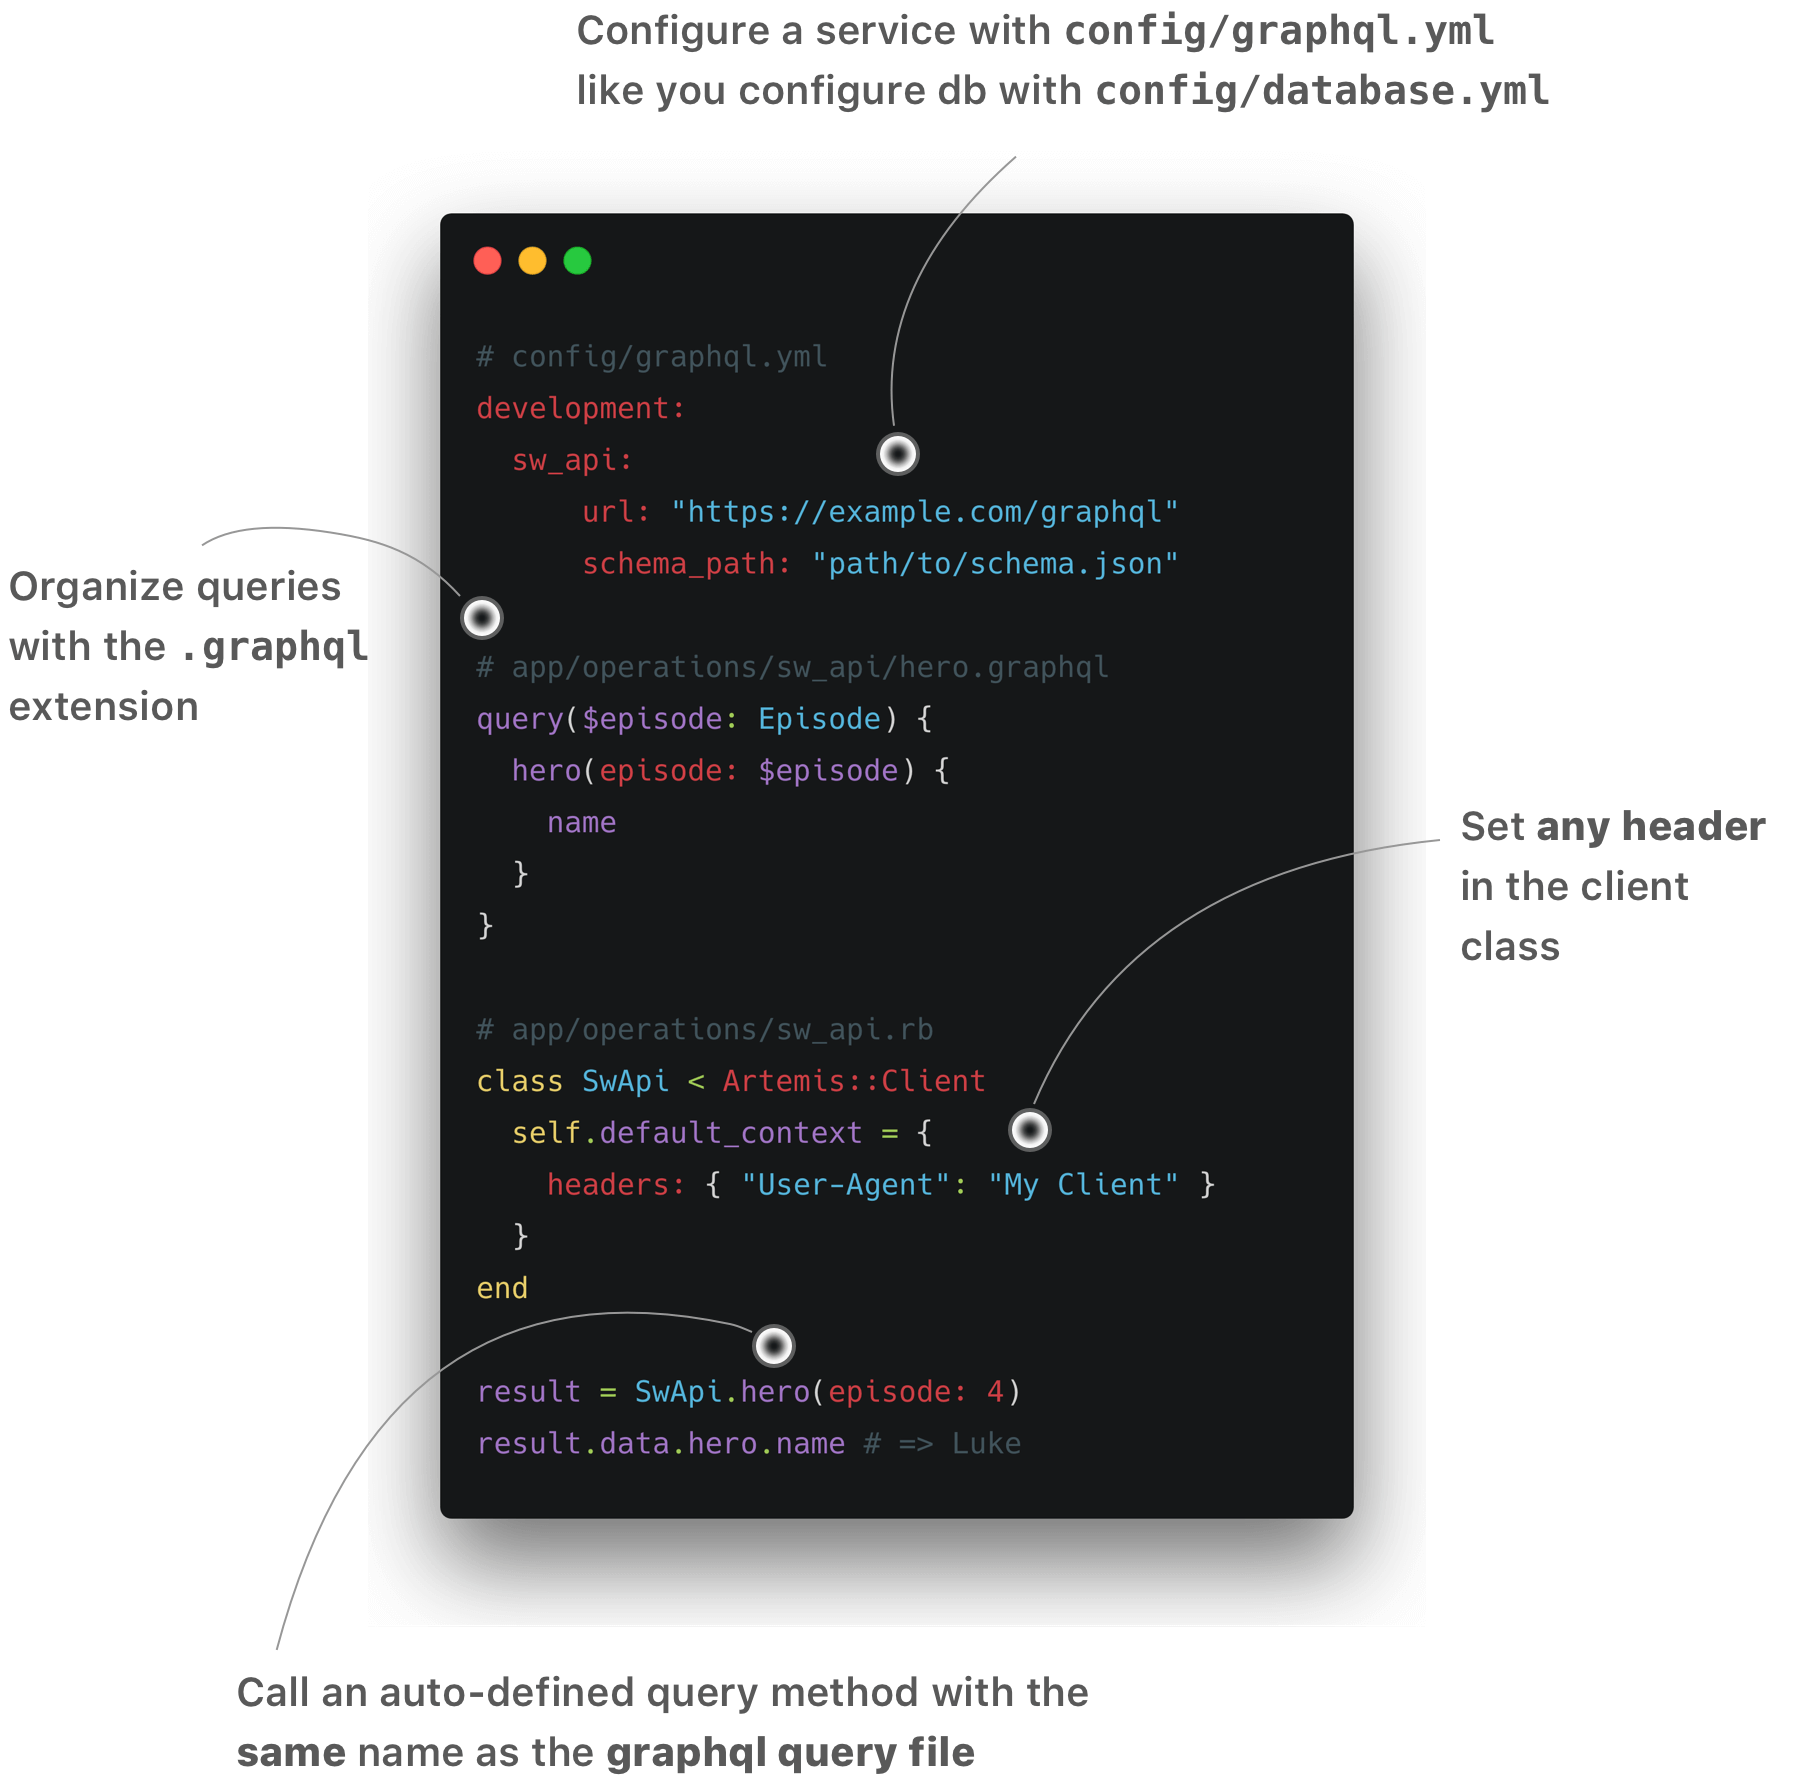 Configure a service with config/graphql.yml
like you configure db with config/database.yml
# config/graphql.yml
development:
  sw_api:
      url: "https://example.com/graphql"
      schema_path: "path/to/schema.json"
Organize queries
with the .graphql
extension
# app/operations/sw_api/hero.graphql
query($episode: Episode) {
  hero(episode: $episode) {
    name
  }
}
Set any header
in the client
class
# app/operations/sw_api.rb
class SwApi < Artemis::Client
  self.default_context = {
    headers: { "User-Agent": "My Client" }
  }
end
result = SwApi.hero(episode: 4)
result.data.hero.name # => Luke
Call an auto-defined query method with the
same name as the graphql query file